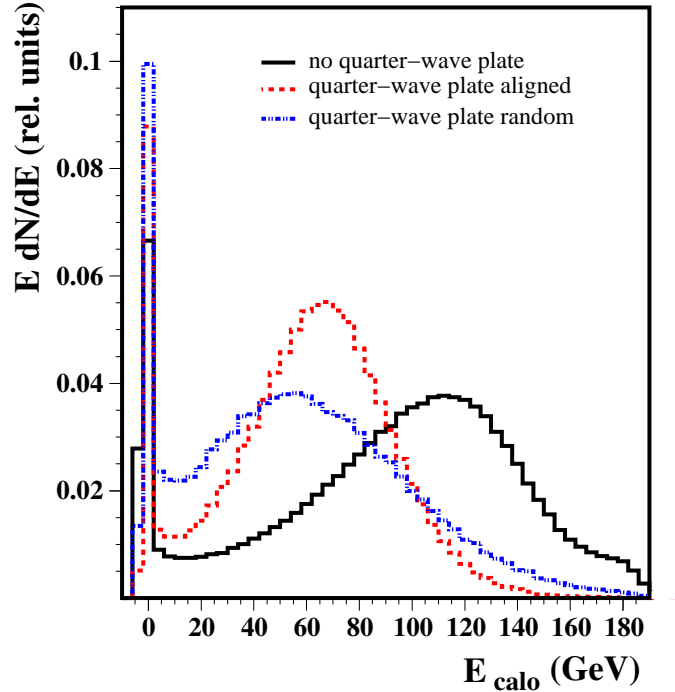 E dN/dE (rel. units)
0.1
0.08
0.06
0.04
0.02
no quarter−wave plate
quarter−wave plate aligned
quarter−wave plate random
0 20 40 60 80 100 120 140 160 180
E calo (GeV)